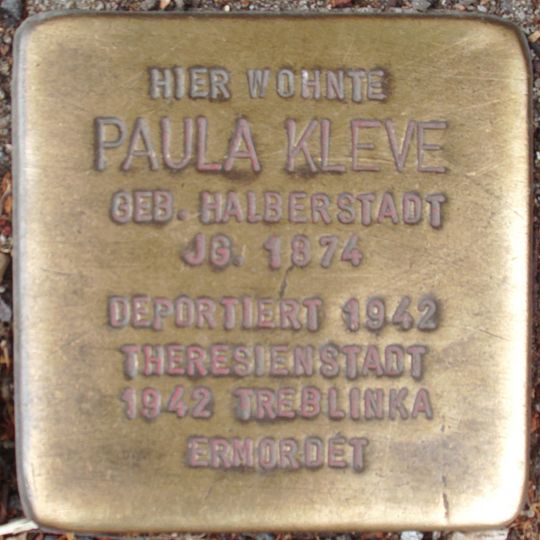 HIER WOHNTE
PAULA KLEVE
GEB. HALBERSTADT
JG. 1874
DEPORTIERT 1942
THERESIENSTADT
1942 TREBLINKA
ERMORDET